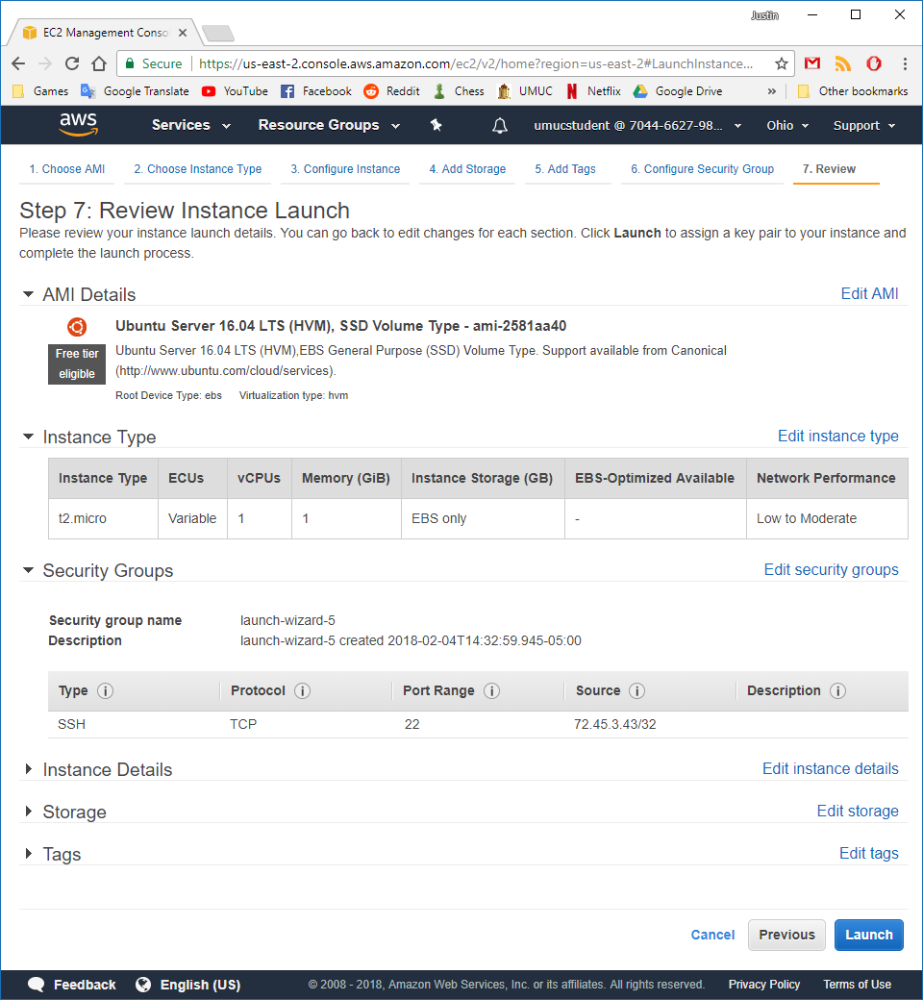 Justin
EC2 Management Conso
Secure https://us-east-2.console.aws.amazon.com/ec2/v2/home?region=us-east-2#LaunchInstance...
Games Google Translate YouTube Facebook Reddit Chess UMUC Netflix Google Drive » Other bookmarks
aws Services Resource Groups umucstudent @ 7044-6627-98... Ohio Support
1. Choose AMI 2. Choose Instance Type 3. Configure Instance 4. Add Storage 5. Add Tags 6. Configure Security Group 7. Review
Step 7: Review Instance Launch
Please review your instance launch details. You can go back to edit changes for each section. Click Launch to assign a key pair to your instance and
complete the launch process.
AMI Details Edit AMI
Ubuntu Server 16.04 LTS (HVM), SSD Volume Type - ami-2581aa40
Free tier
eligible
Ubuntu Server 16.04 LTS (HVM),EBS General Purpose (SSD) Volume Type. Support available from Canonical
(http://www.ubuntu.com/cloud/services).
Root Device Type: ebs Virtualization type: hvm
Instance Type Edit instance type
Instance Type ECUs vCPUs Memory (GiB) Instance Storage (GB) EBS-Optimized Available Network Performance
t2.micro Variable 1 1 EBS only - Low to Moderate
Security Groups Edit security groups
Security group name launch-wizard-5
Description launch-wizard-5 created 2018-02-04T14:32:59.945-05:00
Type i Protocol i Port Range i Source i Description i
SSH TCP 22 72.45.3.43/32
Instance Details Edit instance details
Storage Edit storage
Tags Edit tags
Cancel Previous Launch
Feedback English (US) © 2008 - 2018, Amazon Web Services, Inc. or its affiliates. All rights reserved. Privacy Policy Terms of Use